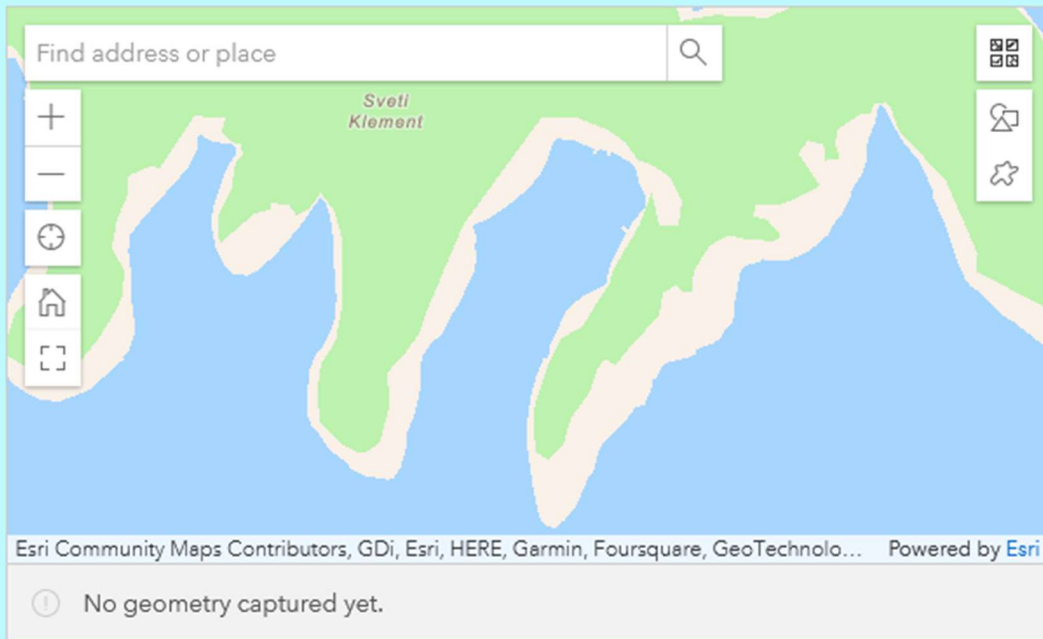 Find address or place
Sveti
Klement
Esri Community Maps Contributors, GDi, Esri, HERE, Garmin, Foursquare, GeoTechnolo... Powered by Esri
No geometry captured yet.